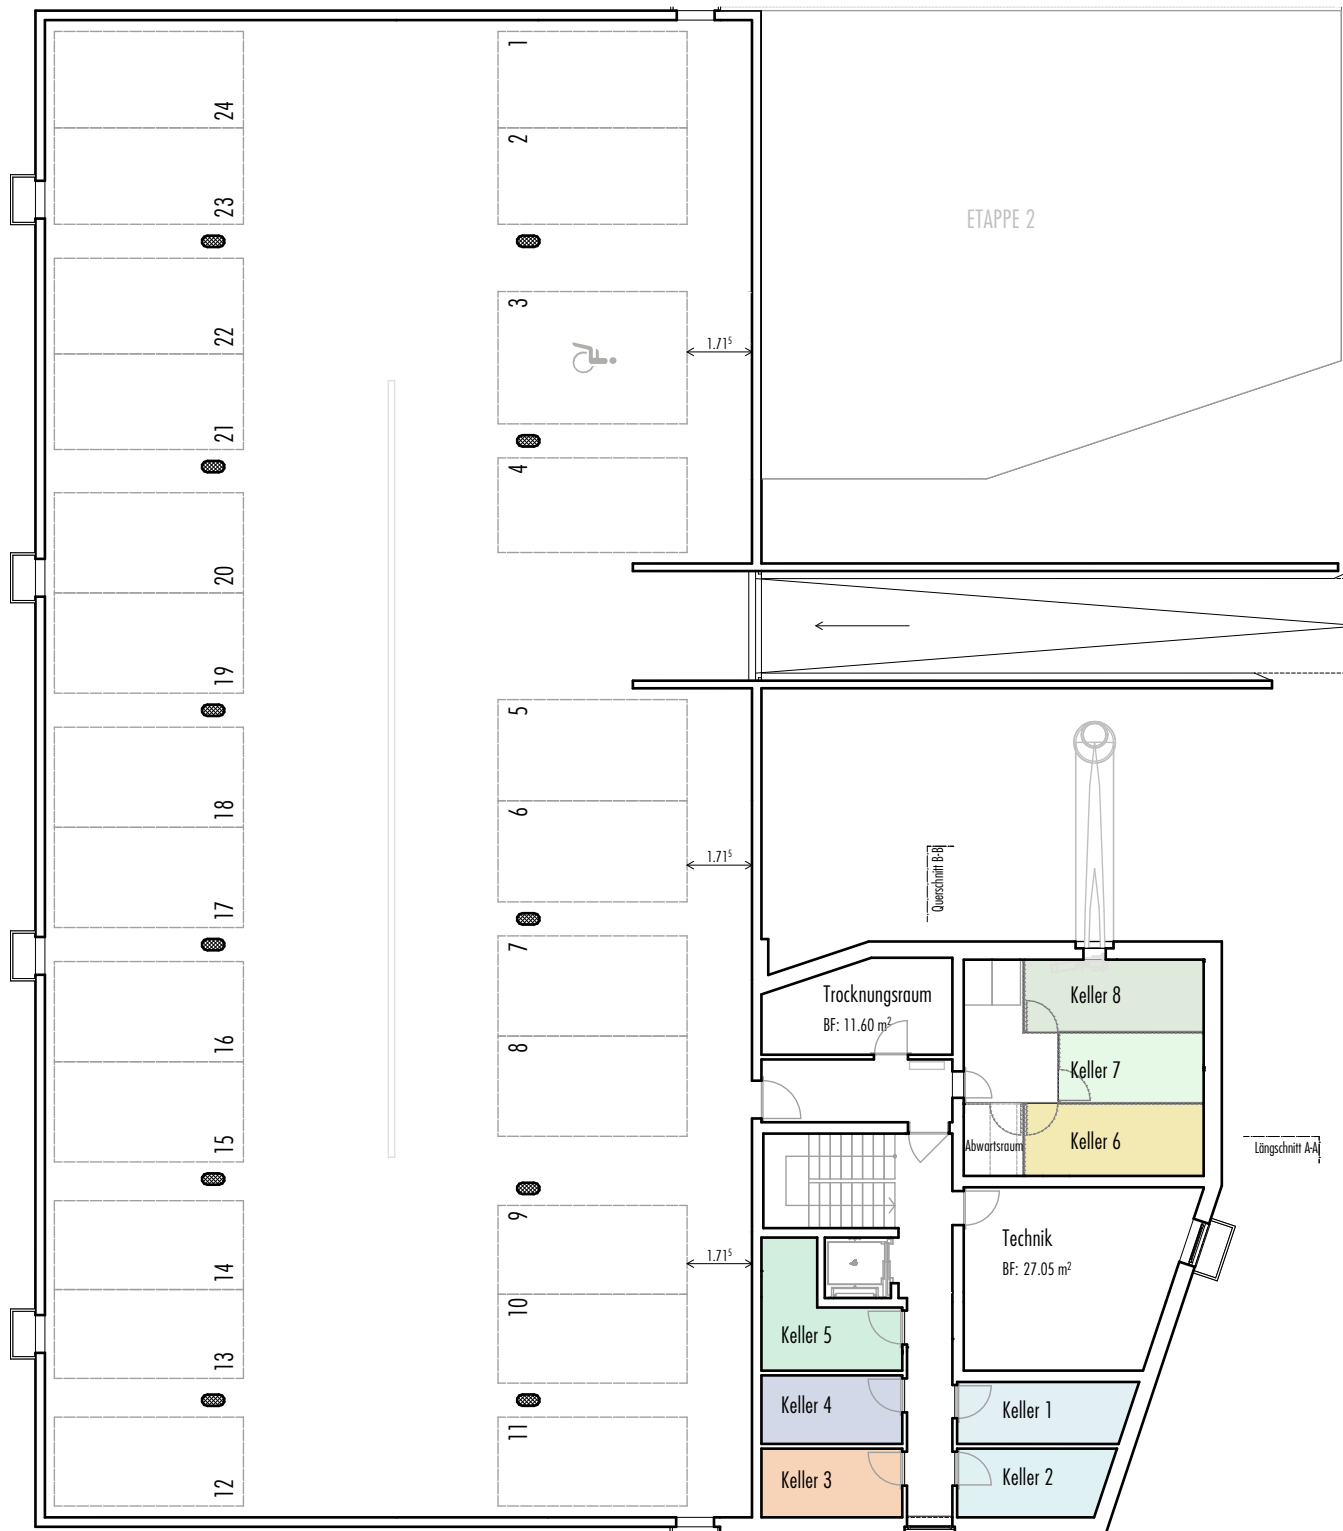 1
24
2
23
ETAPPE 2
3
22
1.71⁵
21
4
20
19
5
18
6
1.71⁵
Querschnitt B-B
17
7
Trocknungsraum
BF: 11.60 m²
Keller 8
16
8
Keller 7
15
Abwartsraum
Keller 6
Längschnitt A-A
9
1.71⁵
Technik
BF: 27.05 m²
14
10
Keller 5
13
Keller 4
Keller 1
11
Keller 3
Keller 2
12